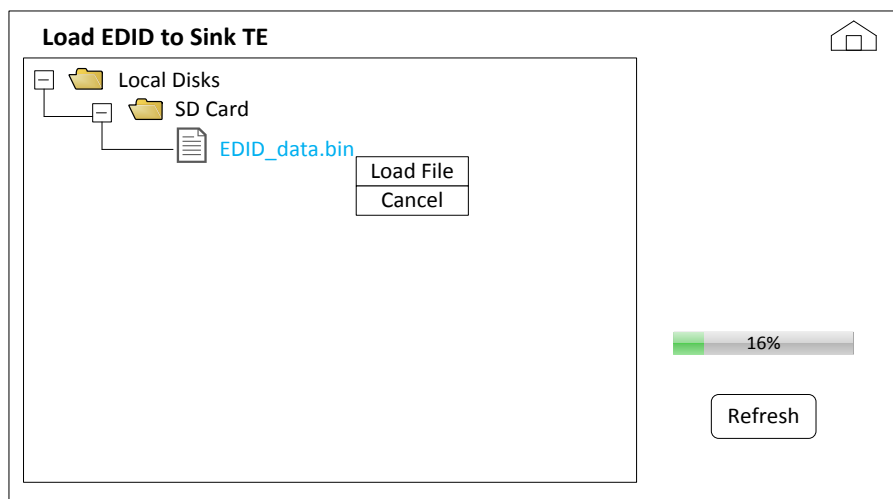 Load EDID to Sink TE
Local Disks
SD Card
EDID_data.bin
Load File
Cancel
16%
Refresh